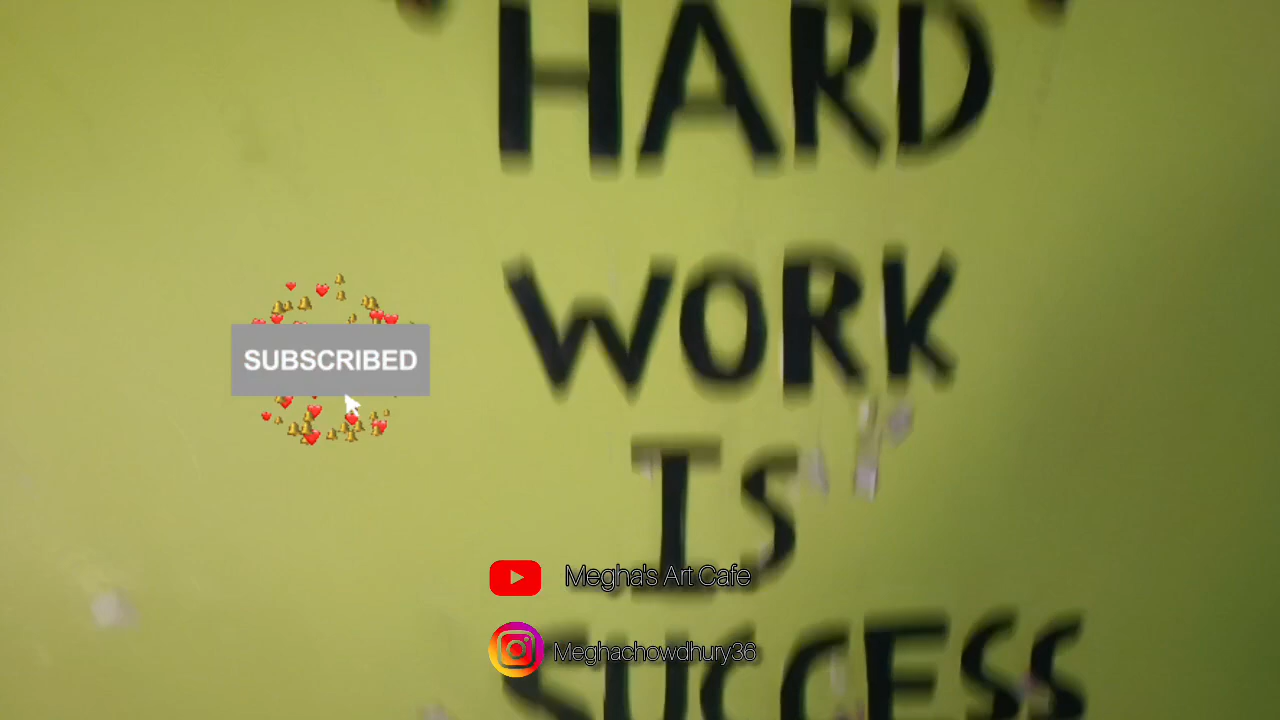 HARD
WORK
IS
SUCCESS
SUBSCRIBED
Megha's Art Cafe
Meghachowdhury36